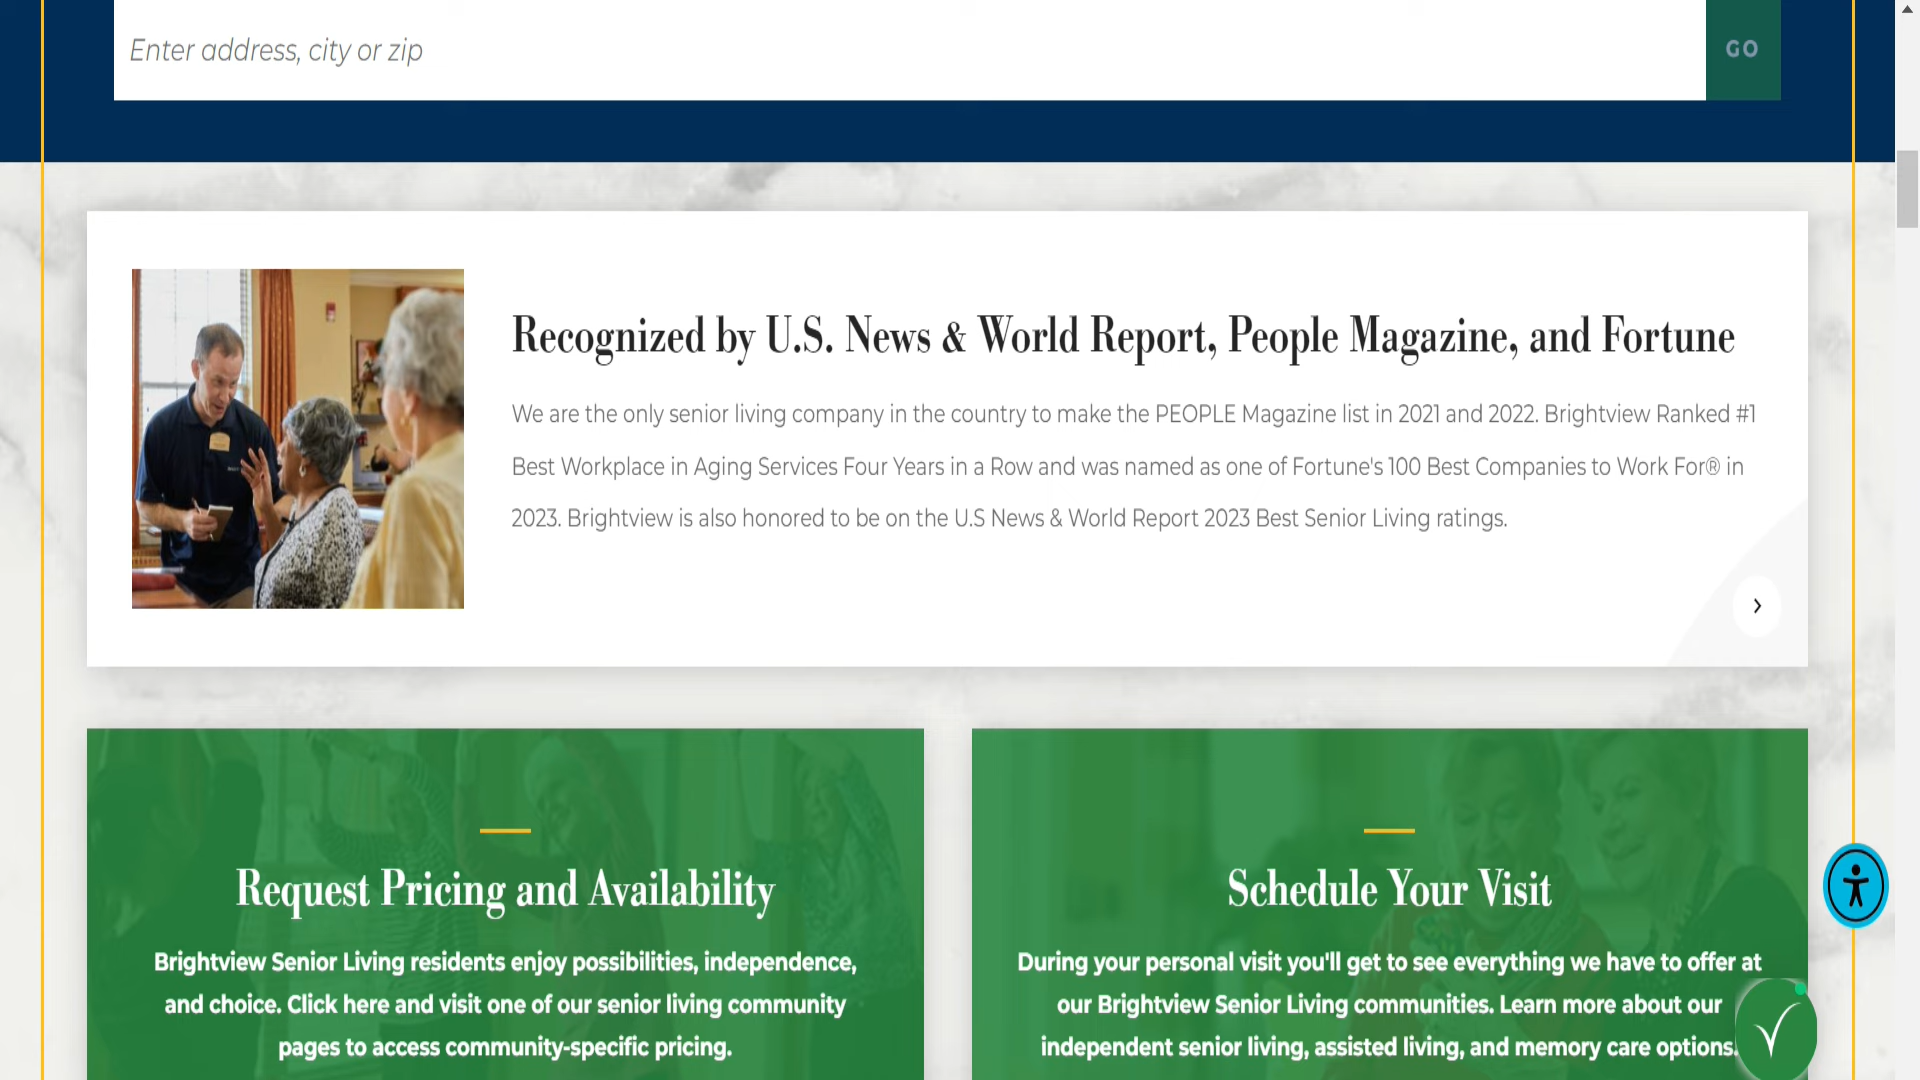 Enter address, city or zip
GO
Recognized by U.S. News & World Report, People Magazine, and Fortune
We are the only senior living company in the country to make the PEOPLE Magazine list in 2021 and 2022. Brightview Ranked #1
Best Workplace in Aging Services Four Years in a Row and was named as one of Fortune's 100 Best Companies to Work For® in
2023. Brightview is also honored to be on the U.S News & World Report 2023 Best Senior Living ratings.
Request Pricing and Availability
Brightview Senior Living residents enjoy possibilities, independence,
and choice. Click here and visit one of our senior living community
pages to access community-specific pricing.
Schedule Your Visit
During your personal visit you'll get to see everything we have to offer at
our Brightview Senior Living communities. Learn more about our
independent senior living, assisted living, and memory care options.